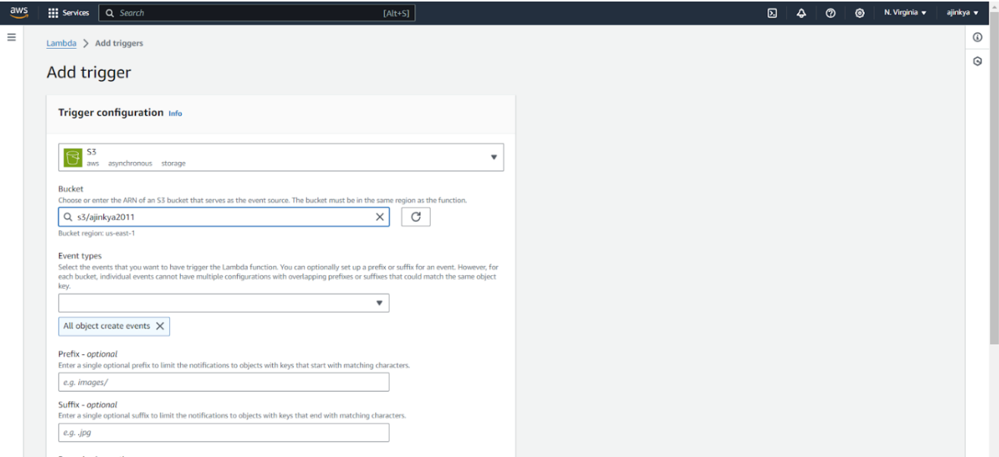 aws
Services
Search
[Alt+S]
N. Virginia
ajinkya
Lambda > Add triggers
Add trigger
Trigger configuration Info
S3
aws asynchronous storage
Bucket
Choose or enter the ARN of an S3 bucket that serves as the event source. The bucket must be in the same region as the function.
s3/ajinkya2011
Bucket region: us-east-1
Event types
Select the events that you want to have trigger the Lambda function. You can optionally set up a prefix or suffix for an event. However, for
each bucket, individual events cannot have multiple configurations with overlapping prefixes or suffixes that could match the same object
key.
All object create events
Prefix - optional
Enter a single optional prefix to limit the notifications to objects with keys that start with matching characters.
e.g. images/
Suffix - optional
Enter a single optional suffix to limit the notifications to objects with keys that end with matching characters.
e.g. .jpg